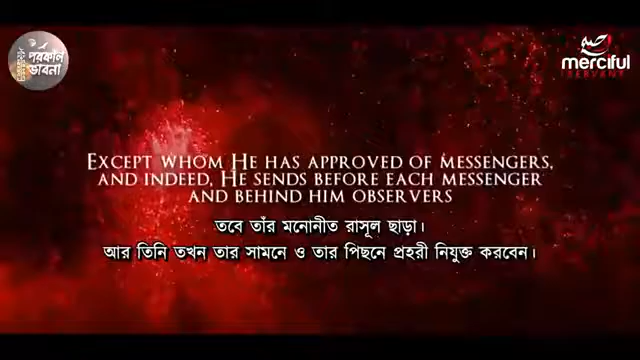 পরকাল
ভাবনা
merciful
SERVANT
EXCEPT WHOM HE HAS APPROVED OF MESSENGERS,
AND INDEED, HE SENDS BEFORE EACH MESSENGER
AND BEHIND HIM OBSERVERS
তবে তাঁর মনোনীত রাসূল ছাড়া।
আর তিনি তখন তার সামনে ও তার পিছনে প্রহরী নিযুক্ত করবেন।